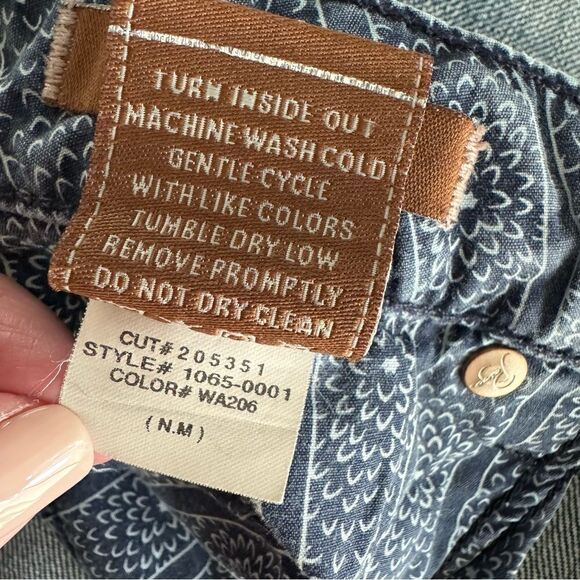 TURN INSIDE OUT
MACHINE WASH COLD
GENTLE CYCLE
WITH LIKE COLORS
TUMBLE DRY LOW
REMOVE PROMPTLY
DO NOT DRY CLEAN
CUT# 205351
STYLE# 1065-0001
COLOR# WA206
(N.M)